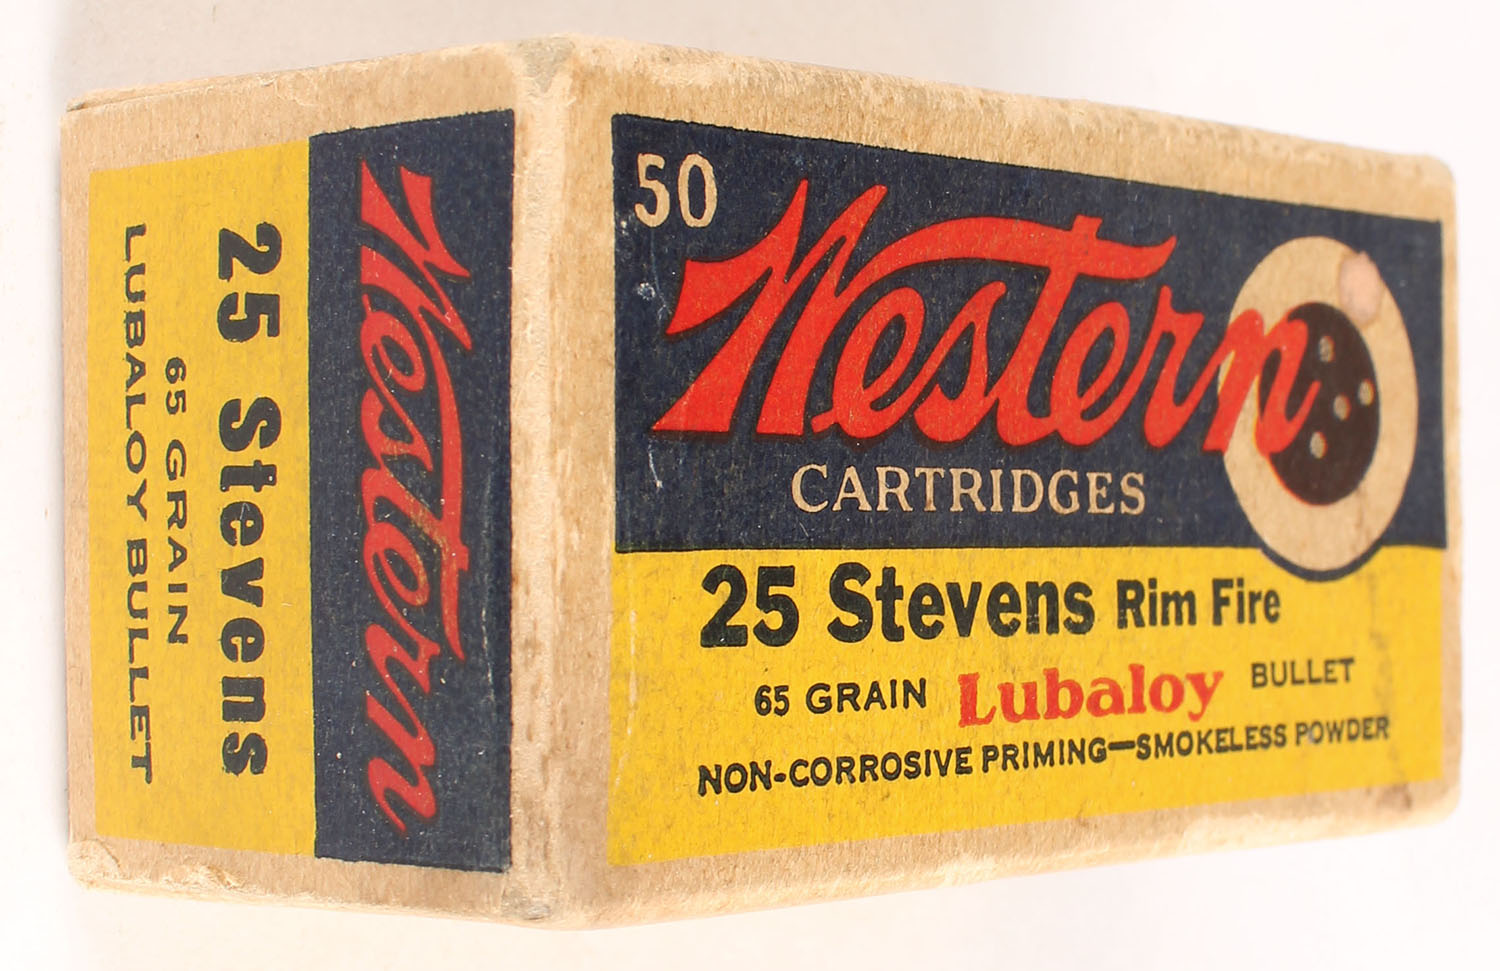 50
Western
CARTRIDGES
25 Stevens Rim Fire
65 GRAIN Lubaloy BULLET
NON-CORROSIVE PRIMING—SMOKELESS POWDER
Western
25 Stevens
65 GRAIN
LUBALOY BULLET